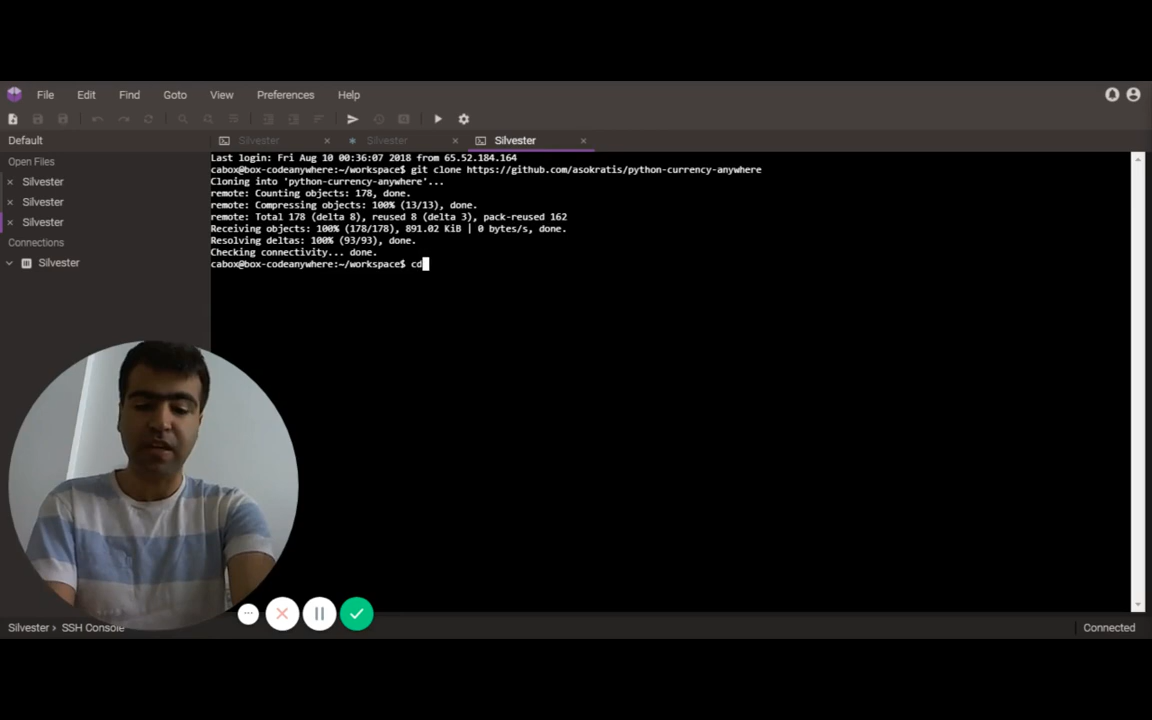 File Edit Find Goto View Preferences Help
Default
Silvester
Silvester
Silvester
Open Files
Silvester
Silvester
Silvester
Connections
Silvester
Last login: Fri Aug 10 00:36:07 2018 from 65.52.184.164
cabox@box-codeanywhere:~/workspace$ git clone https://github.com/asokratis/python-currency-anywhere
Cloning into 'python-currency-anywhere'...
remote: Counting objects: 178, done.
remote: Compressing objects: 100% (13/13), done.
remote: Total 178 (delta 8), reused 8 (delta 3), pack-reused 162
Receiving objects: 100% (178/178), 891.02 KiB | 0 bytes/s, done.
Resolving deltas: 100% (93/93), done.
Checking connectivity... done.
cabox@box-codeanywhere:~/workspace$ cd
Silvester › SSH Console
Connected